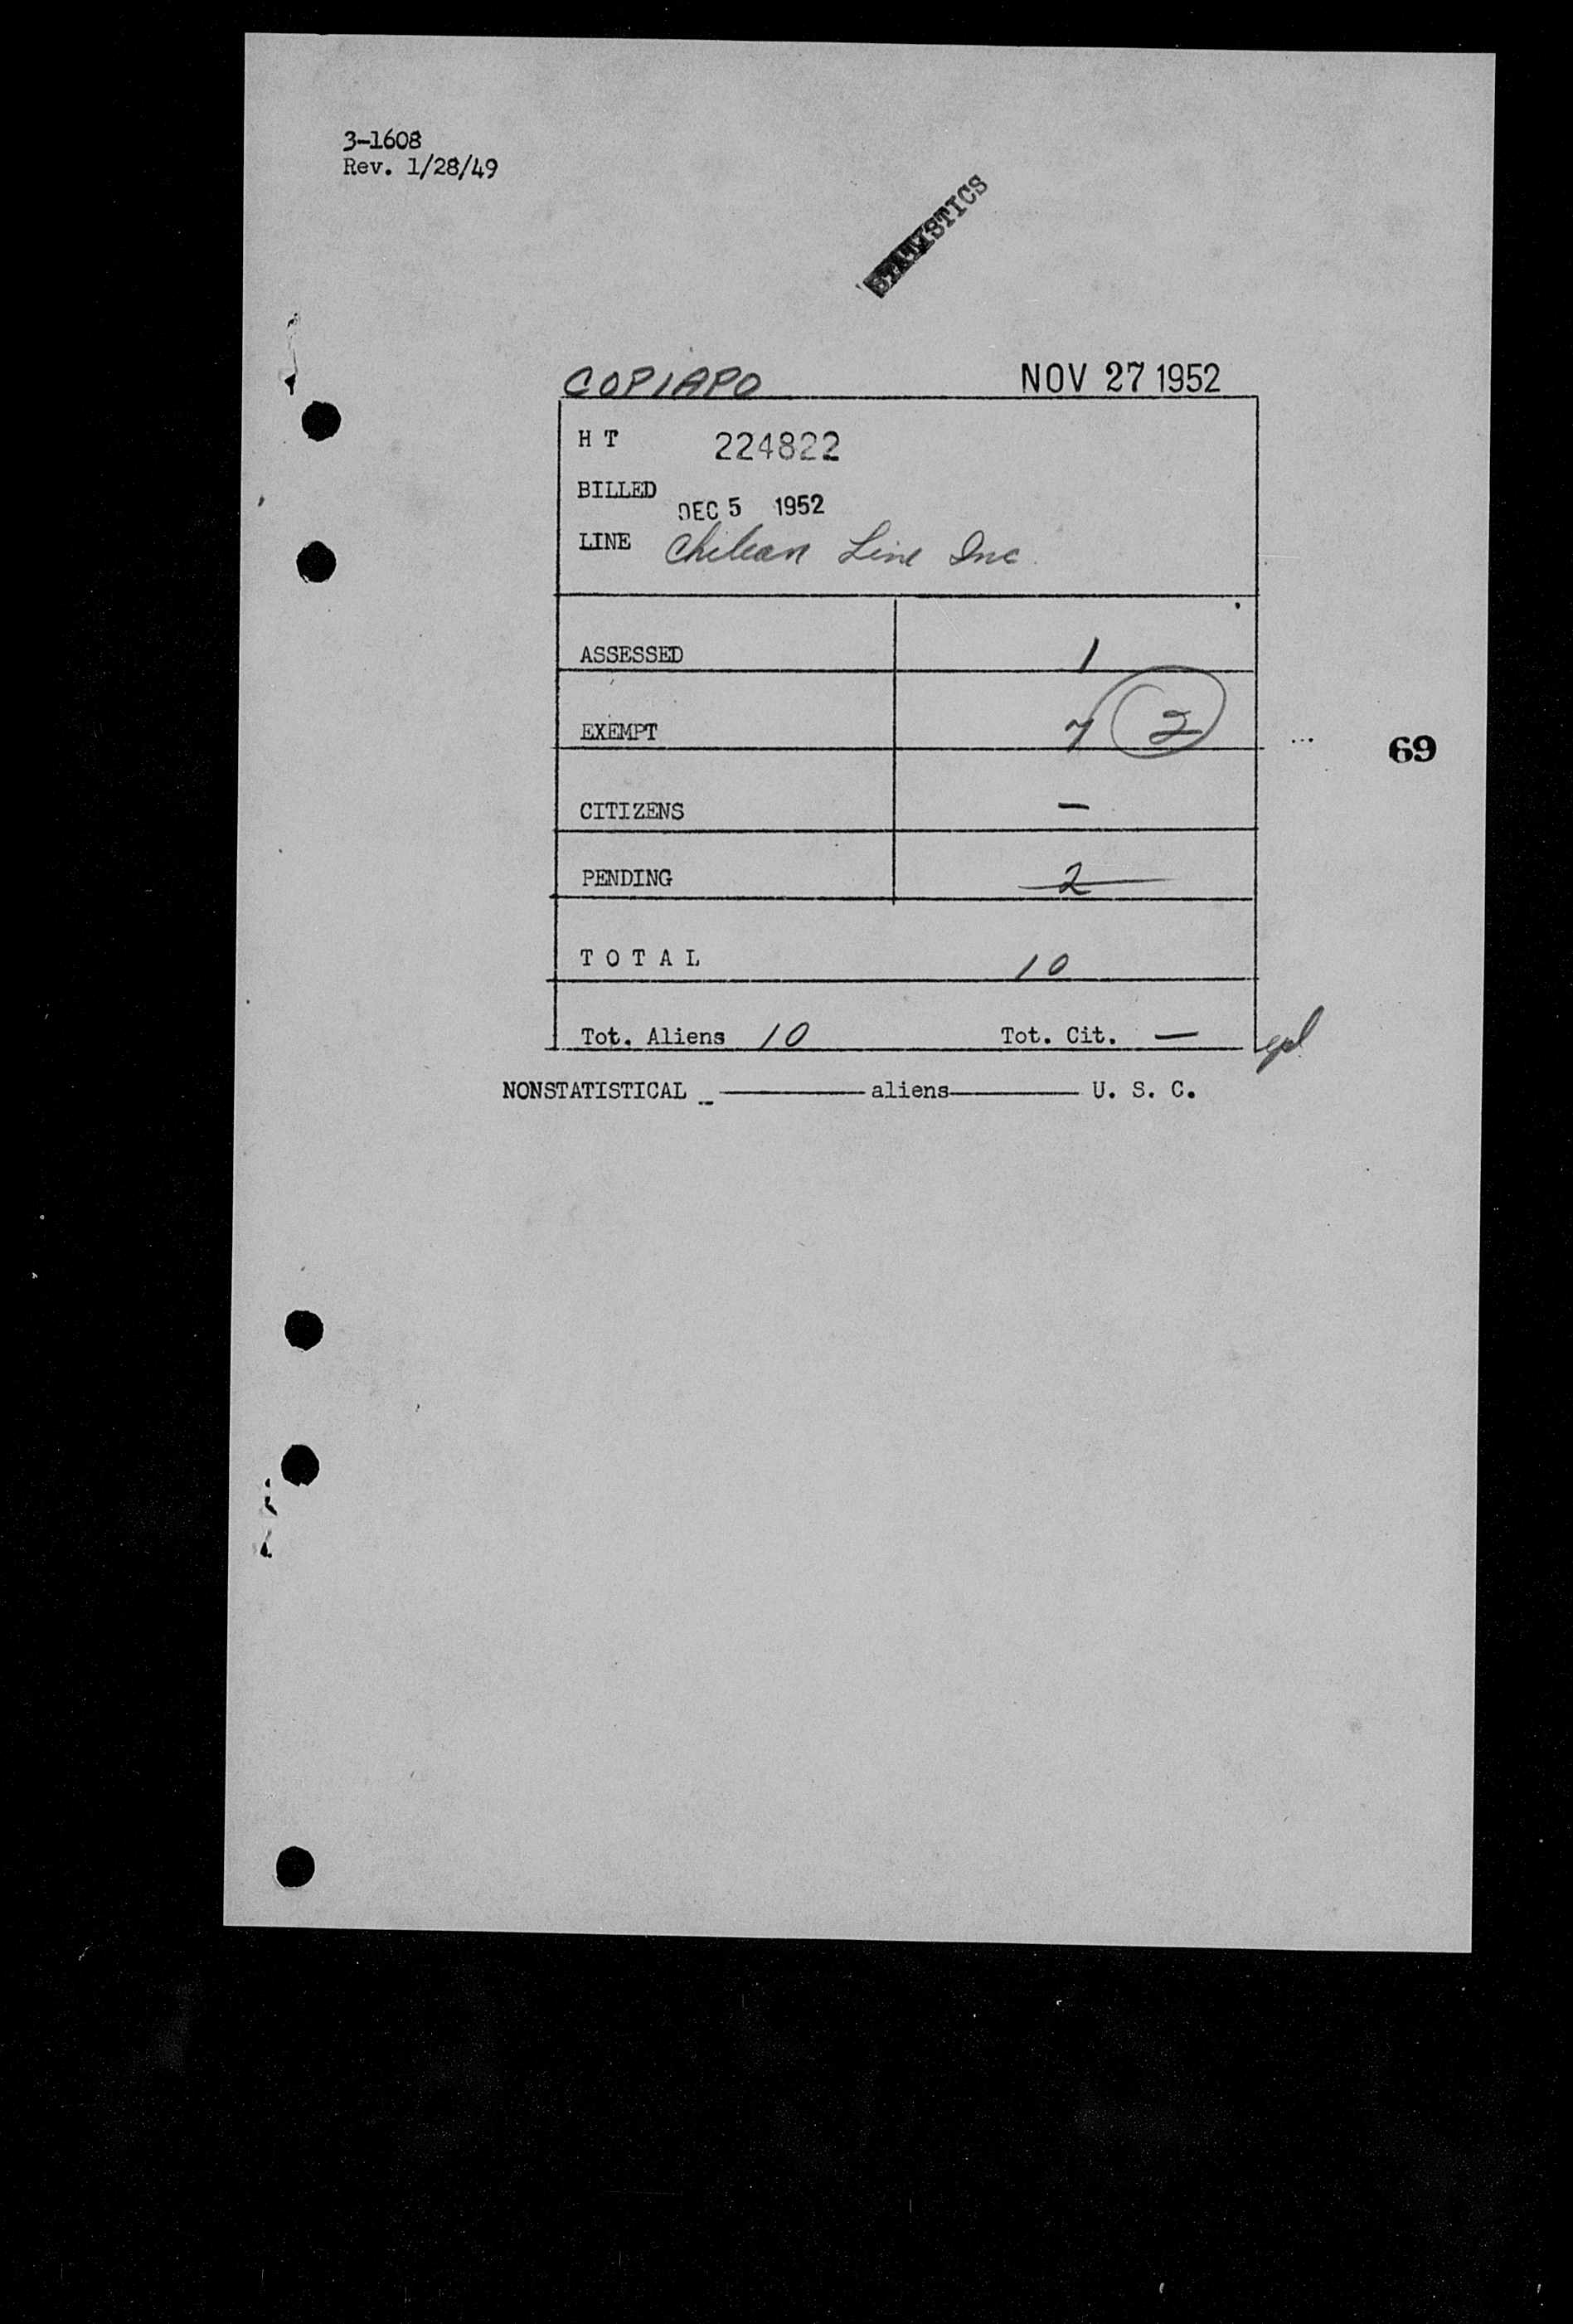 3-1608
Rev. 1/28/49
STATISTICS
COPIAPO NOV 27 1952
H T 224822
BILLED DEC 5 1952
LINE Chilean Line Inc.
ASSESSED 1
EXEMPT 7 2
69
CITIZENS —
PENDING 2
T O T A L 10
Tot. Aliens 10 Tot. Cit. —
NONSTATISTICAL aliens U. S. C.